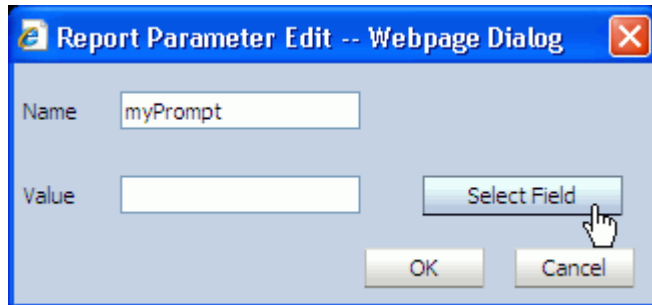 Report Parameter Edit -- Webpage Dialog
Name myPrompt
Value Select Field
OK Cancel